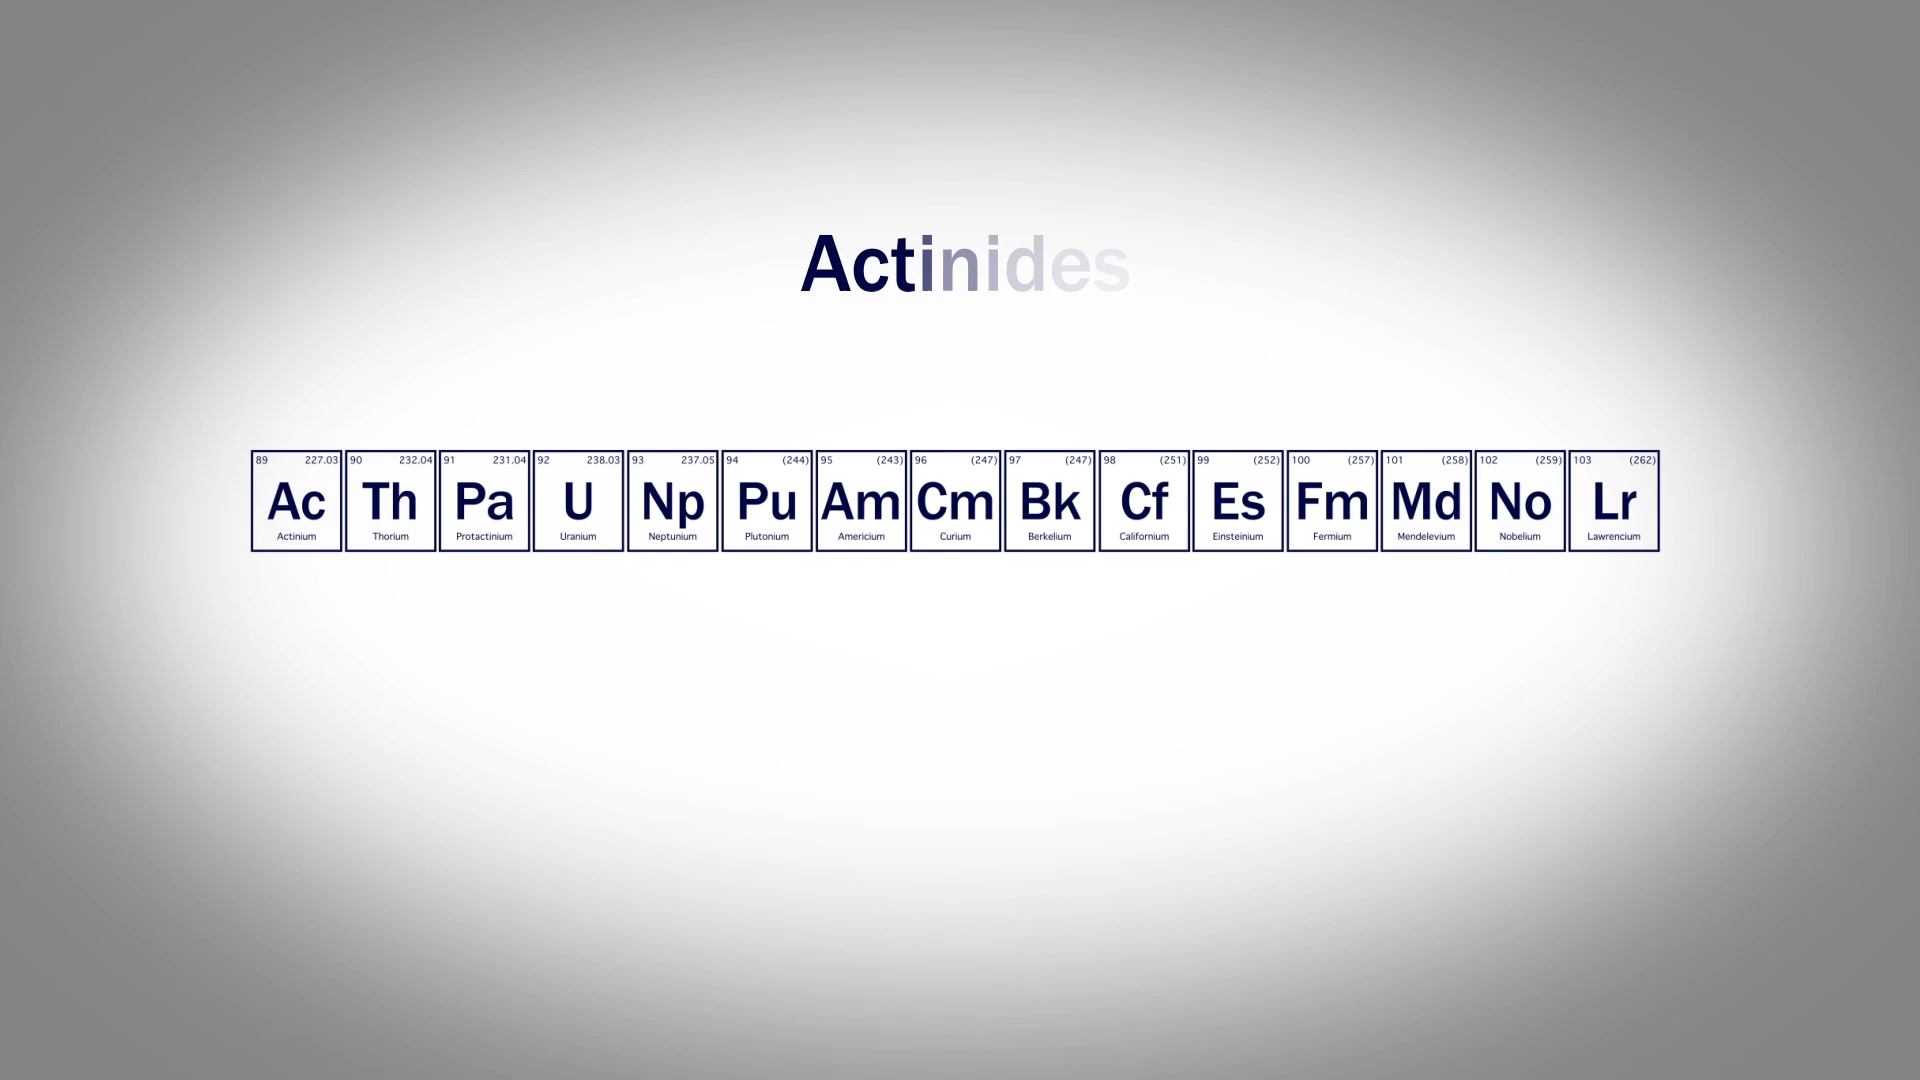 Actinides
89 227.03 90 232.04 91 231.04 92 238.03 93 237.05 94 (244) 95 (243) 96 (247) 97 (247) 98 (251) 99 (252) 100 (257) 101 (258) 102 (259) 103 (262)
Ac Th Pa U Np Pu Am Cm Bk Cf Es Fm Md No Lr
Actinium Thorium Protactinium Uranium Neptunium Plutonium Americium Curium Berkelium Californium Einsteinium Fermium Mendelevium Nobelium Lawrencium